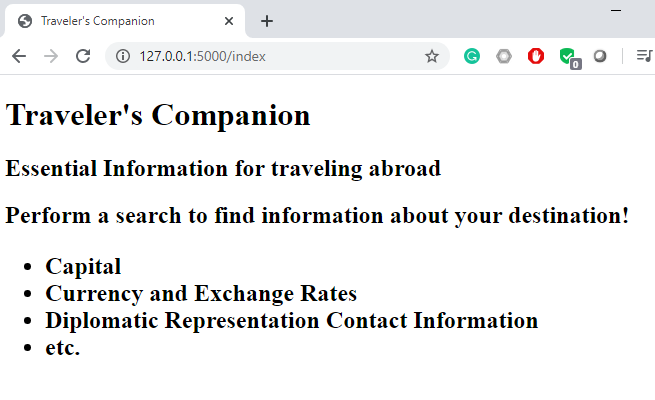 Traveler's Companion
127.0.0.1:5000/index
0
Traveler's Companion
Essential Information for traveling abroad
Perform a search to find information about your destination!
• Capital
• Currency and Exchange Rates
• Diplomatic Representation Contact Information
• etc.